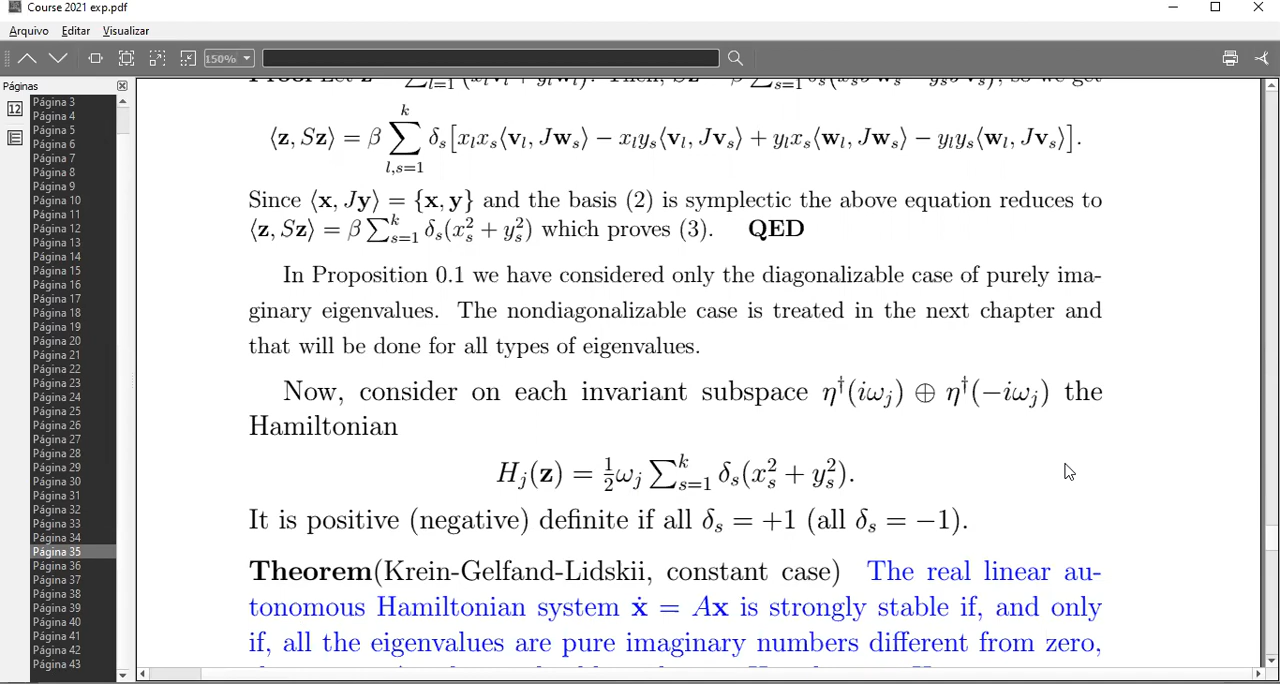 Course 2021 exp.pdf
Arquivo Editar Visualizar
150%
Páginas
12
Página 3
Página 4
Página 5
Página 6
Página 7
Página 8
Página 9
Página 10
Página 11
Página 12
Página 13
Página 14
Página 15
Página 16
Página 17
Página 18
Página 19
Página 20
Página 21
Página 22
Página 23
Página 24
Página 25
Página 26
Página 27
Página 28
Página 29
Página 30
Página 31
Página 32
Página 33
Página 34
Página 35
Página 36
Página 37
Página 38
Página 39
Página 40
Página 41
Página 42
Página 43
⟨z, Sz⟩ = β ∑_{l,s=1}^{k} δ_s[x_l x_s⟨v_l, Jw_s⟩ − x_l y_s⟨v_l, Jv_s⟩ + y_l x_s⟨w_l, Jw_s⟩ − y_l y_s⟨w_l, Jv_s⟩].
Since ⟨x, Jy⟩ = {x, y} and the basis (2) is symplectic the above equation reduces to
⟨z, Sz⟩ = β ∑_{s=1}^{k} δ_s(x_s^2 + y_s^2) which proves (3). QED
In Proposition 0.1 we have considered only the diagonalizable case of purely ima-
ginary eigenvalues. The nondiagonalizable case is treated in the next chapter and
that will be done for all types of eigenvalues.
Now, consider on each invariant subspace η†(iω_j) ⊕ η†(−iω_j) the
Hamiltonian
H_j(z) = ½ω_j ∑_{s=1}^{k} δ_s(x_s^2 + y_s^2).
It is positive (negative) definite if all δ_s = +1 (all δ_s = −1).
Theorem(Krein-Gelfand-Lidskii, constant case) The real linear au-
tonomous Hamiltonian system ẋ = Ax is strongly stable if, and only
if, all the eigenvalues are pure imaginary numbers different from zero,